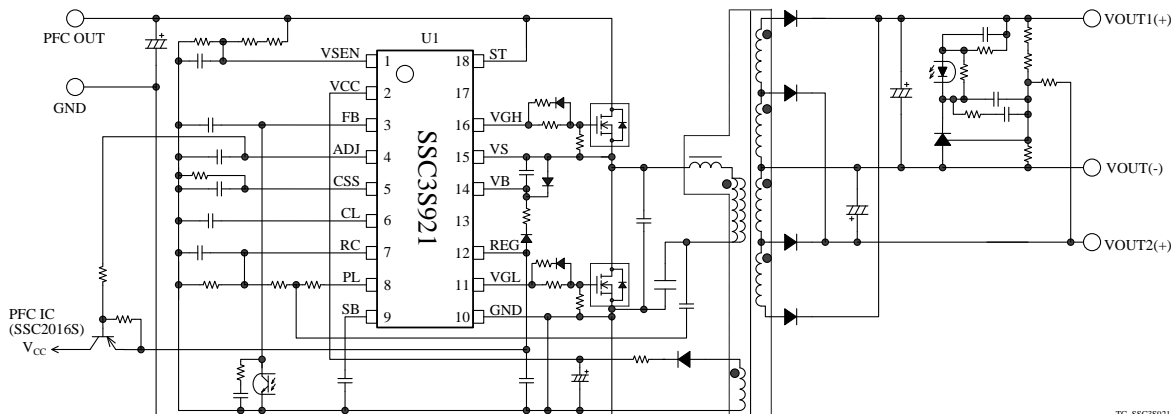 PFC OUT
GND
U1
SSC3S921
VSEN 1
VCC 2
FB 3
ADJ 4
CSS 5
CL 6
RC 7
PL 8
SB 9
18 ST
17
16 VGH
15 VS
14 VB
13
12 REG
11 VGL
10 GND
PFC IC
(SSC2016S)
VCC
VOUT1(+)
VOUT(-)
VOUT2(+)
TC_SSC3S921